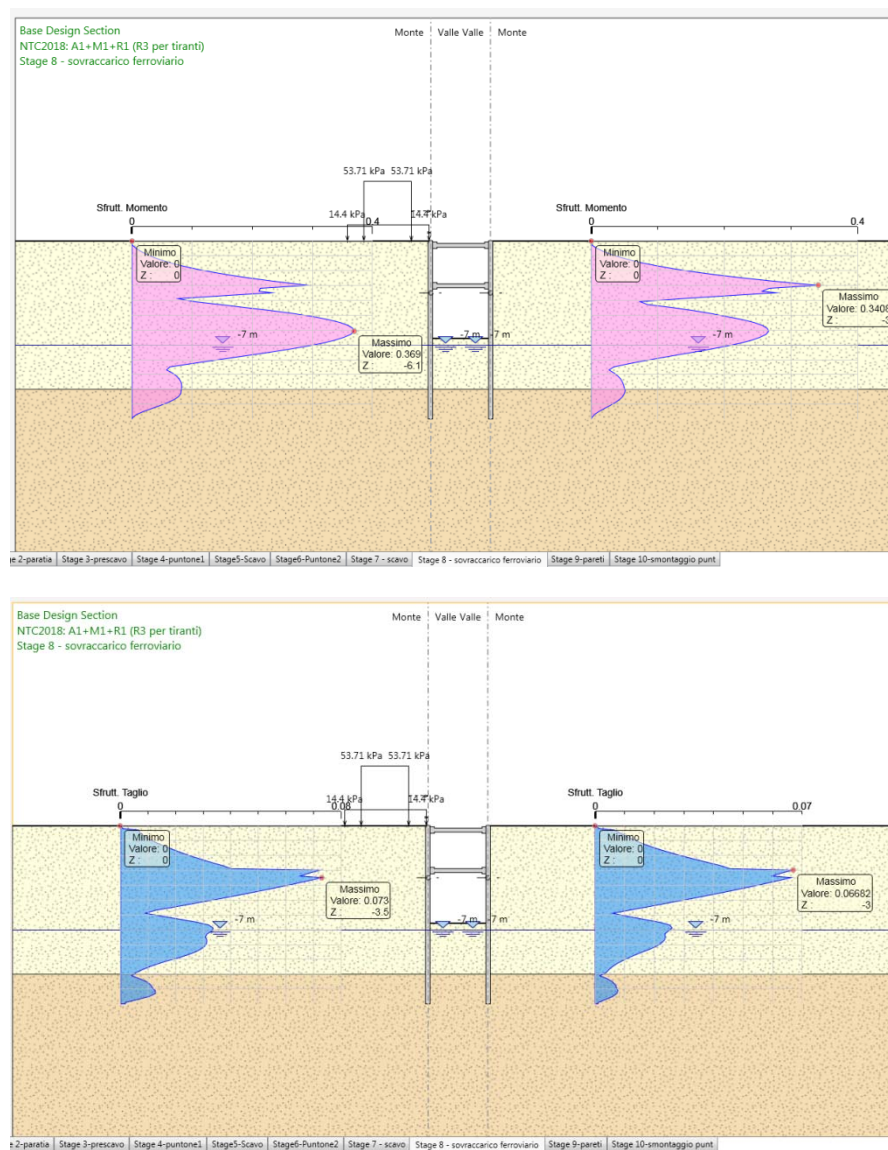 Base Design Section
NTC2018: A1+M1+R1 (R3 per tiranti)
Stage 8 - sovraccarico ferroviario
Monte Valle Valle Monte
53.71 kPa 53.71 kPa
14.4 kPa 14.4 kPa
Sfrutt. Momento
0 0.4
Sfrutt. Momento
0 0.4
Minimo
Valore: 0
Z : 0
Minimo
Valore: 0
Z : 0
Massimo
Valore: 0.3408
Z : -3
-7 m -7 m -7 m -7 m
Massimo
Valore: 0.369
Z : -6.1
e 2-paratia Stage 3-prescavo Stage 4-puntone1 Stage5-Scavo Stage6-Puntone2 Stage 7 - scavo Stage 8 - sovraccarico ferroviario Stage 9-pareti Stage 10-smontaggio punt
Base Design Section
NTC2018: A1+M1+R1 (R3 per tiranti)
Stage 8 - sovraccarico ferroviario
Monte Valle Valle Monte
53.71 kPa 53.71 kPa
14.4 kPa 14.4 kPa
Sfrutt. Taglio
0 0.08
Sfrutt. Taglio
0 0.07
Minimo
Valore: 0
Z : 0
Minimo
Valore: 0
Z : 0
Massimo
Valore: 0.073
Z : -3.5
Massimo
Valore: 0.06682
Z : -3
-7 m -7 m -7 m -7 m
e 2-paratia Stage 3-prescavo Stage 4-puntone1 Stage5-Scavo Stage6-Puntone2 Stage 7 - scavo Stage 8 - sovraccarico ferroviario Stage 9-pareti Stage 10-smontaggio punt